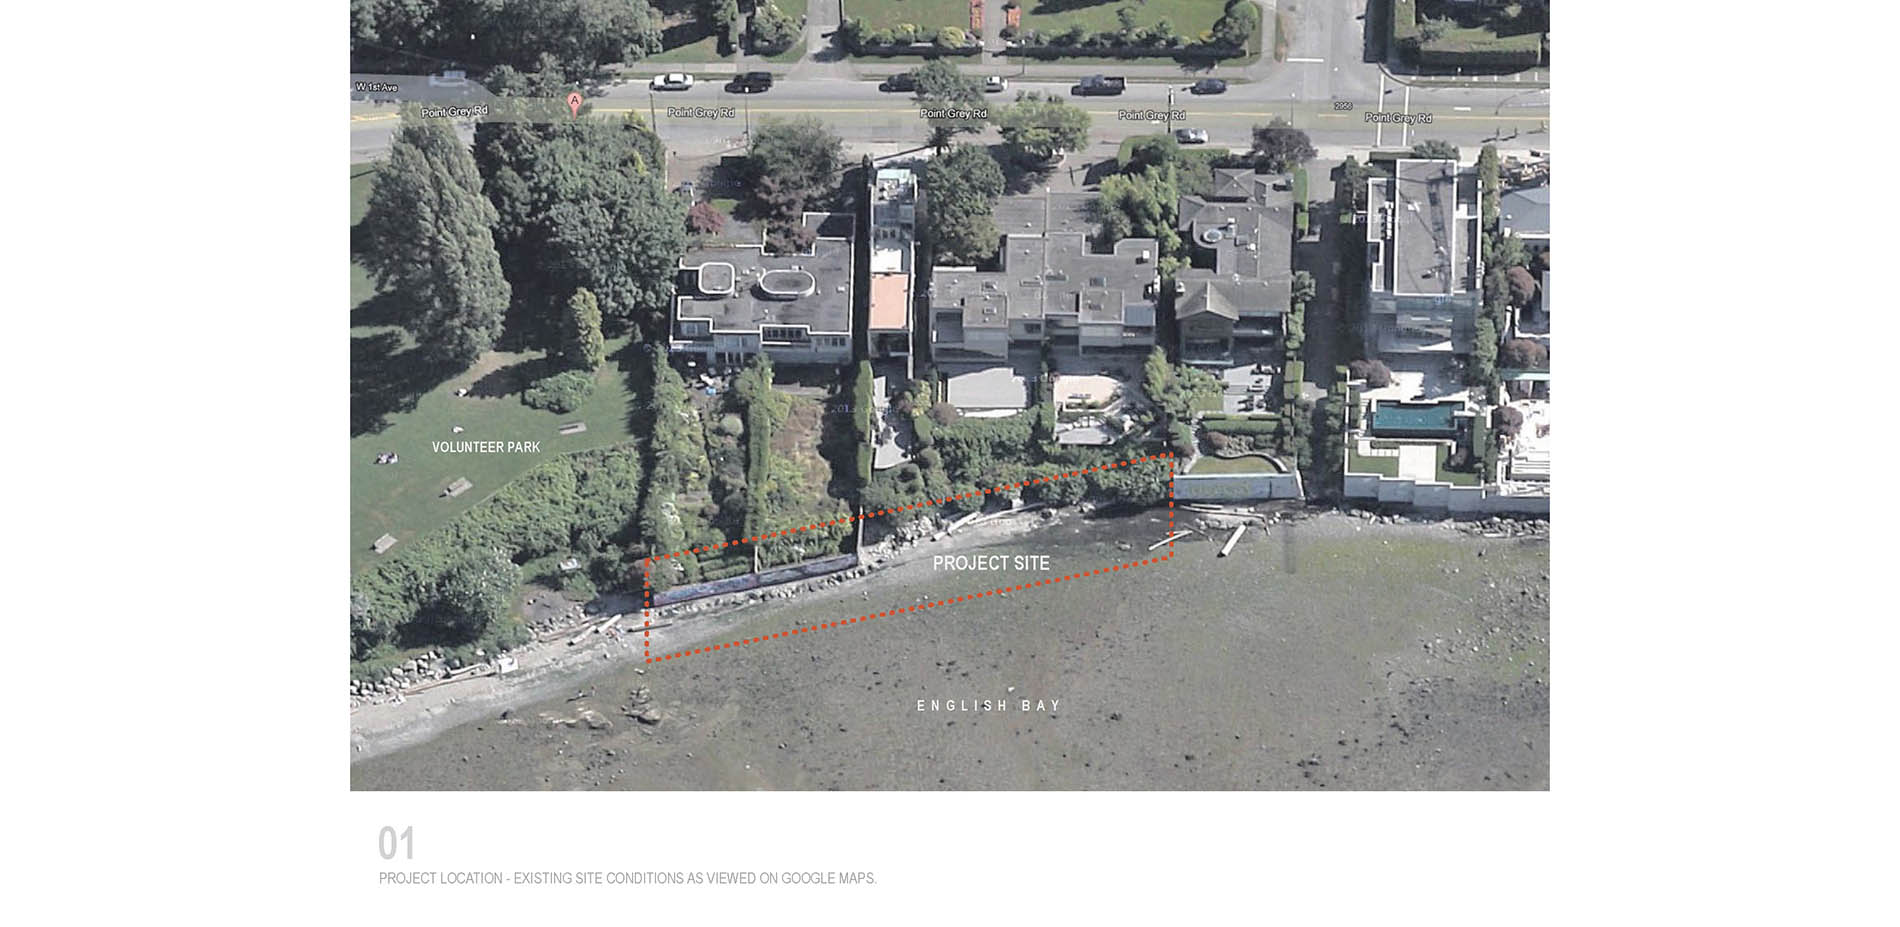 W 1st Ave
Point Grey Rd
A
Point Grey Rd
Point Grey Rd
Point Grey Rd
2956
Point Grey Rd
VOLUNTEER PARK
PROJECT SITE
ENGLISH BAY
01
PROJECT LOCATION - EXISTING SITE CONDITIONS AS VIEWED ON GOOGLE MAPS.